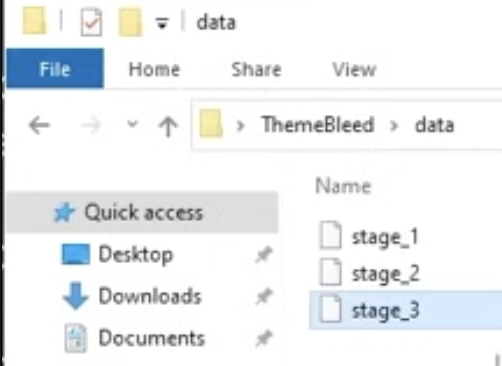 data
File Home Share View
ThemeBleed > data
Name
Quick access
Desktop
Downloads
Documents
stage_1
stage_2
stage_3